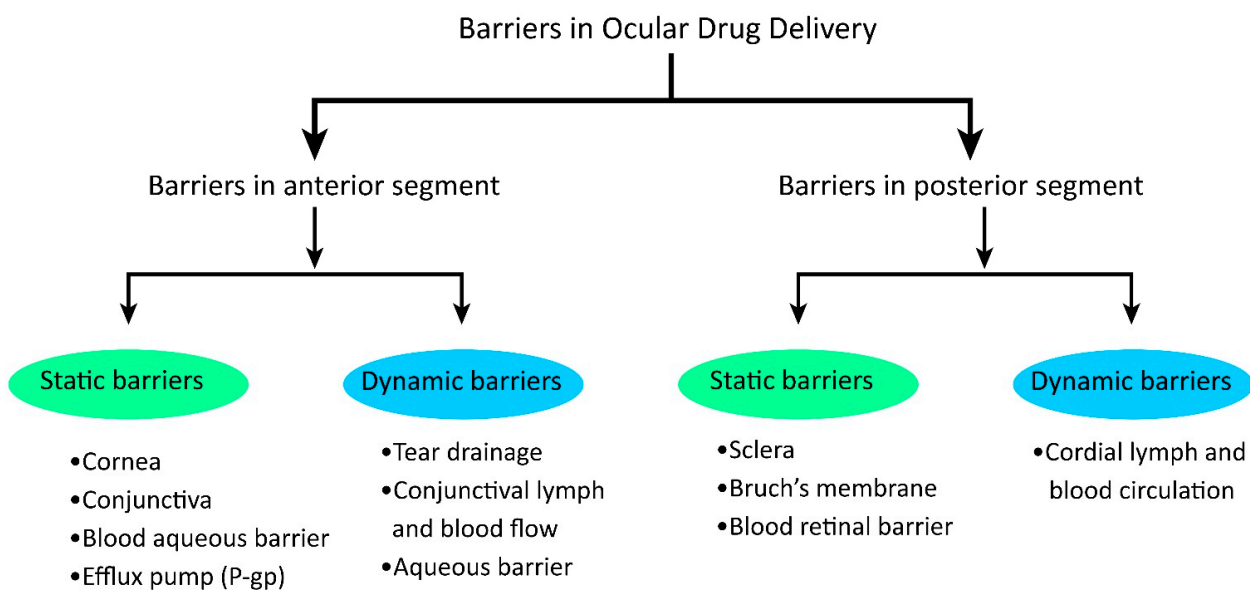 Barriers in Ocular Drug Delivery
Barriers in anterior segment
Barriers in posterior segment
Static barriers
•Cornea
•Conjunctiva
•Blood aqueous barrier
•Efflux pump (P-gp)
Dynamic barriers
•Tear drainage
•Conjunctival lymph
and blood flow
•Aqueous barrier
Static barriers
•Sclera
•Bruch’s membrane
•Blood retinal barrier
Dynamic barriers
•Cordial lymph and
blood circulation